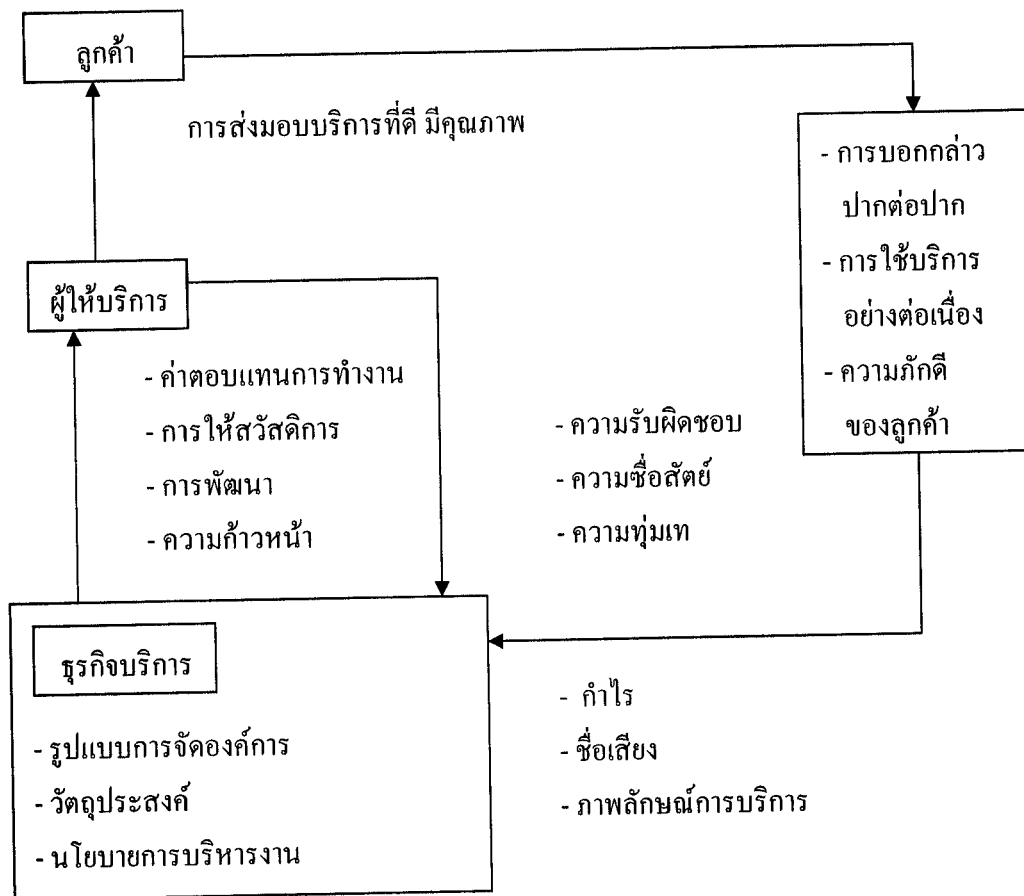 ลูกค้า
การส่งมอบบริการที่ดี มีคุณภาพ
- การบอกกล่าว
ปากต่อปาก
- การใช้บริการ
อย่างต่อเนื่อง
- ความภักดี
ของลูกค้า
ผู้ให้บริการ
- ค่าตอบแทนการทำงาน
- การให้สวัสดิการ
- การพัฒนา
- ความก้าวหน้า
- ความรับผิดชอบ
- ความซื่อสัตย์
- ความทุ่มเท
ธุรกิจบริการ
- รูปแบบการจัดองค์การ
- วัตถุประสงค์
- นโยบายการบริหารงาน
- กำไร
- ชื่อเสียง
- ภาพลักษณ์การบริการ